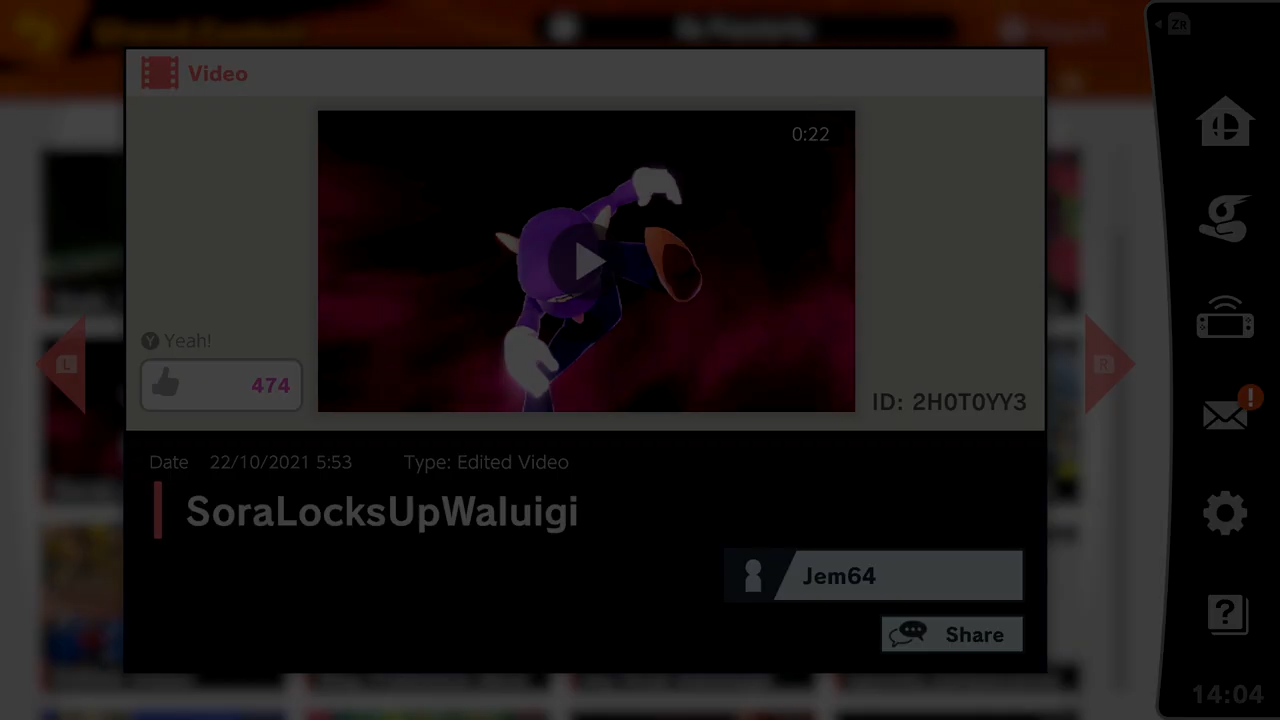 ZR
Video
0:22
Y Yeah!
474
ID: 2H0T0YY3
L
R
Date 22/10/2021 5:53 Type: Edited Video
SoraLocksUpWaluigi
Jem64
Share
14:04